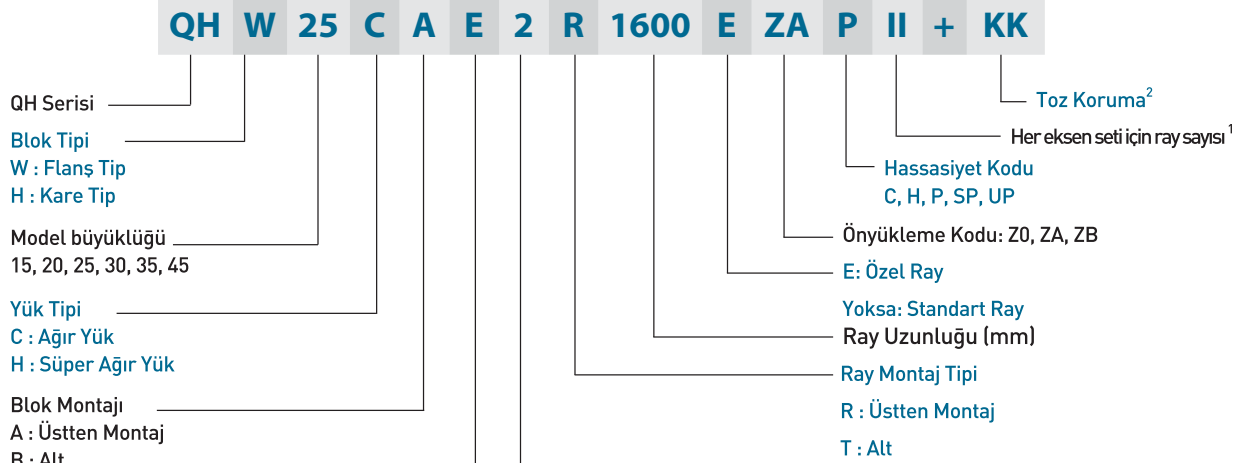 QH W 25 C A E 2 R 1600 E ZA P II + KK
QH Serisi
Blok Tipi
W : Flanş Tip
H : Kare Tip
Model büyüklüğü
15, 20, 25, 30, 35, 45
Yük Tipi
C : Ağır Yük
H : Süper Ağır Yük
Blok Montajı
A : Üstten Montaj
B : Alt
Toz Koruma²
Her eksen seti için ray sayısı ¹
Hassasiyet Kodu
C, H, P, SP, UP
Önyükleme Kodu: Z0, ZA, ZB
E: Özel Ray
Yoksa: Standart Ray
Ray Uzunluğu (mm)
Ray Montaj Tipi
R : Üstten Montaj
T : Alt